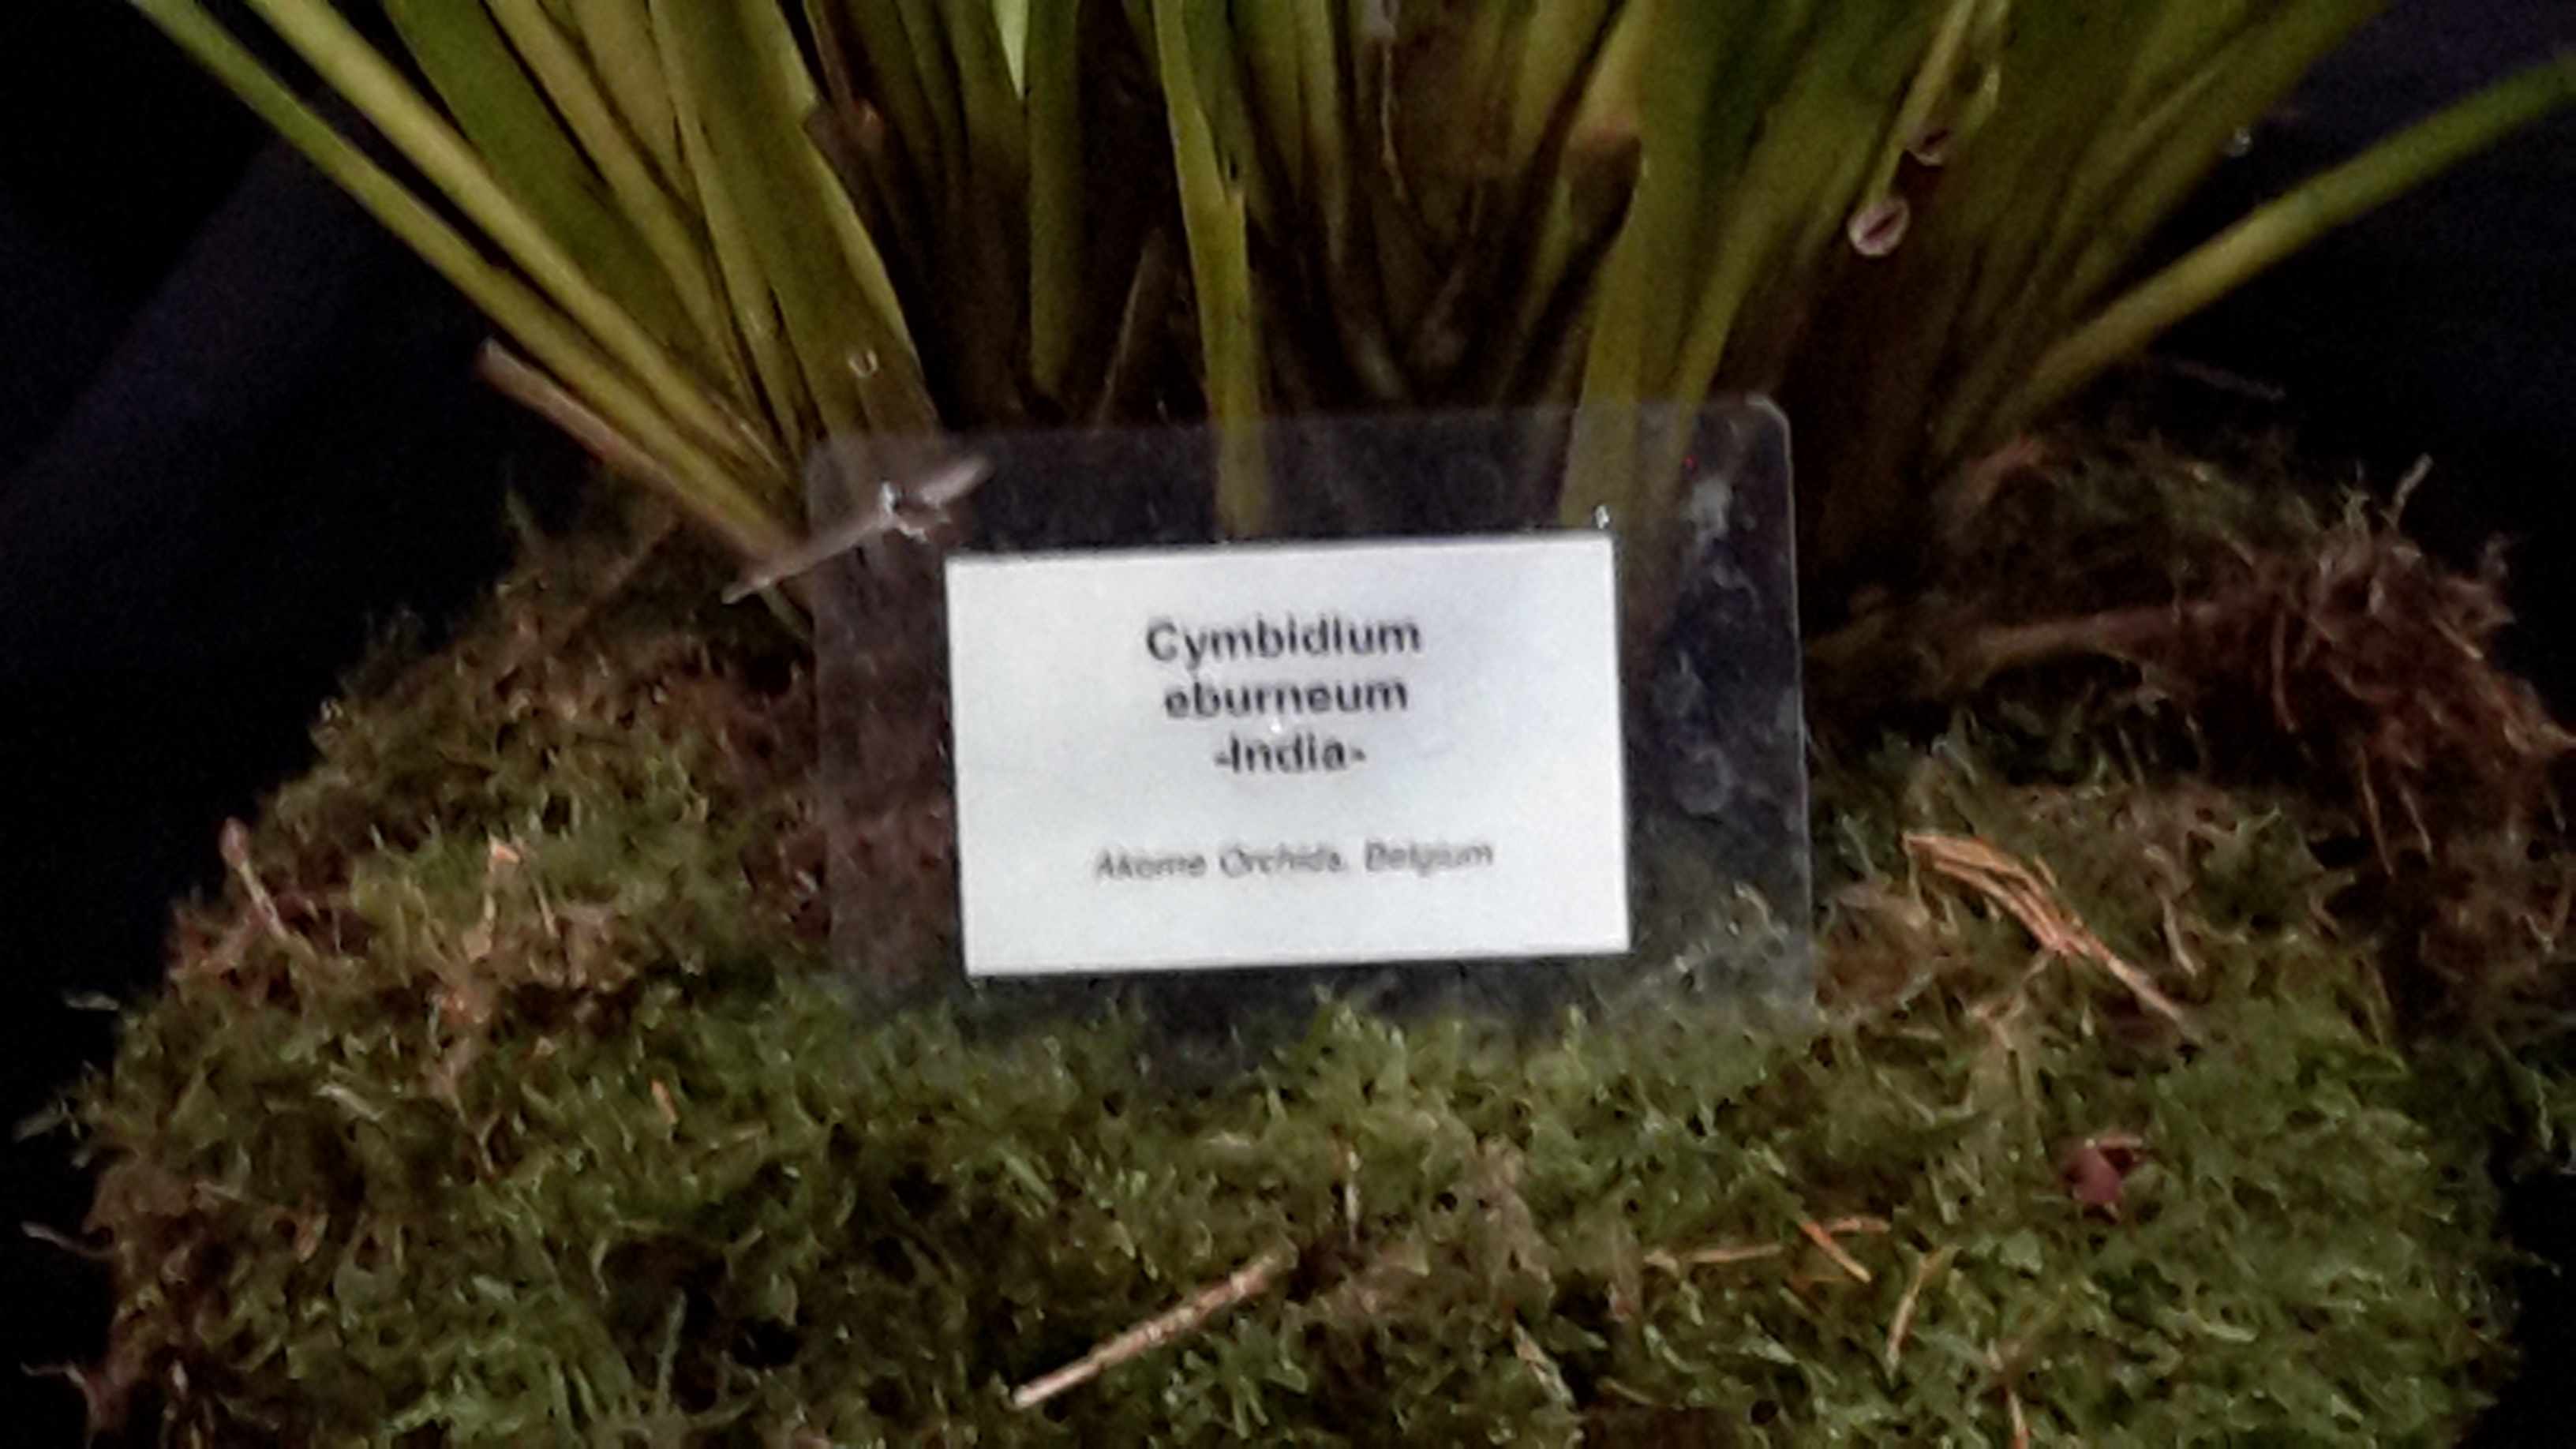 Cymbidium
eburneum
-India-
Akerne Orchids, Belgium